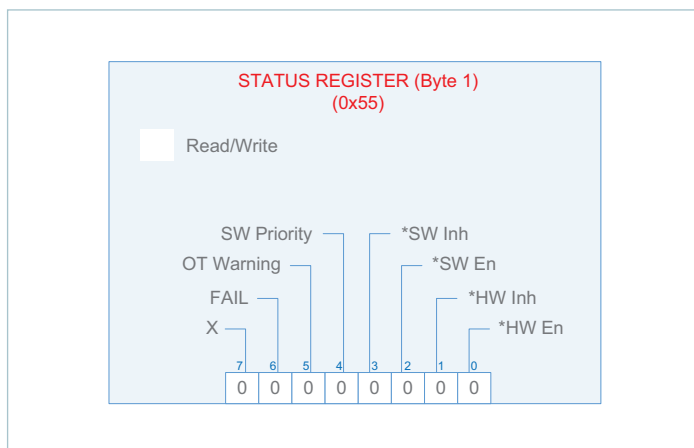 STATUS REGISTER (Byte 1)
(0x55)
Read/Write
SW Priority *SW Inh
OT Warning *SW En
FAIL *HW Inh
X *HW En
7 6 5 4 3 2 1 0
0 0 0 0 0 0 0 0